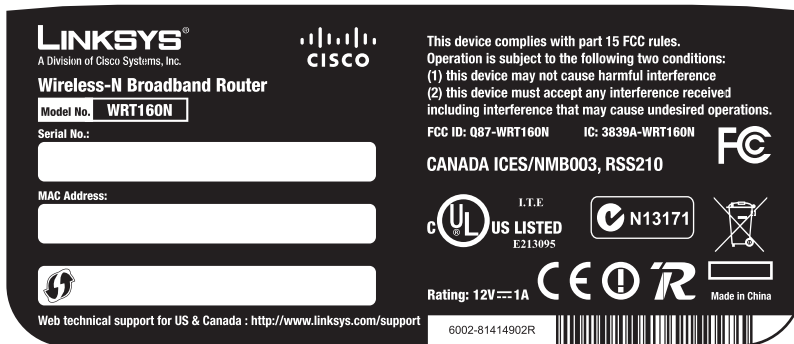 LINKSYS®
A Division of Cisco Systems, Inc.
CISCO
Wireless-N Broadband Router
Model No. WRT160N
Serial No.:
MAC Address:
Web technical support for US & Canada : http://www.linksys.com/support
This device complies with part 15 FCC rules.
Operation is subject to the following two conditions:
(1) this device may not cause harmful interference
(2) this device must accept any interference received
including interference that may cause undesired operations.
FCC ID: Q87-WRT160N IC: 3839A-WRT160N
FC
CANADA ICES/NMB003, RSS210
I.T.E
C UL US LISTED
E213095
N13171
Rating: 12V⎓1A
CE
Made in China
6002-81414902R